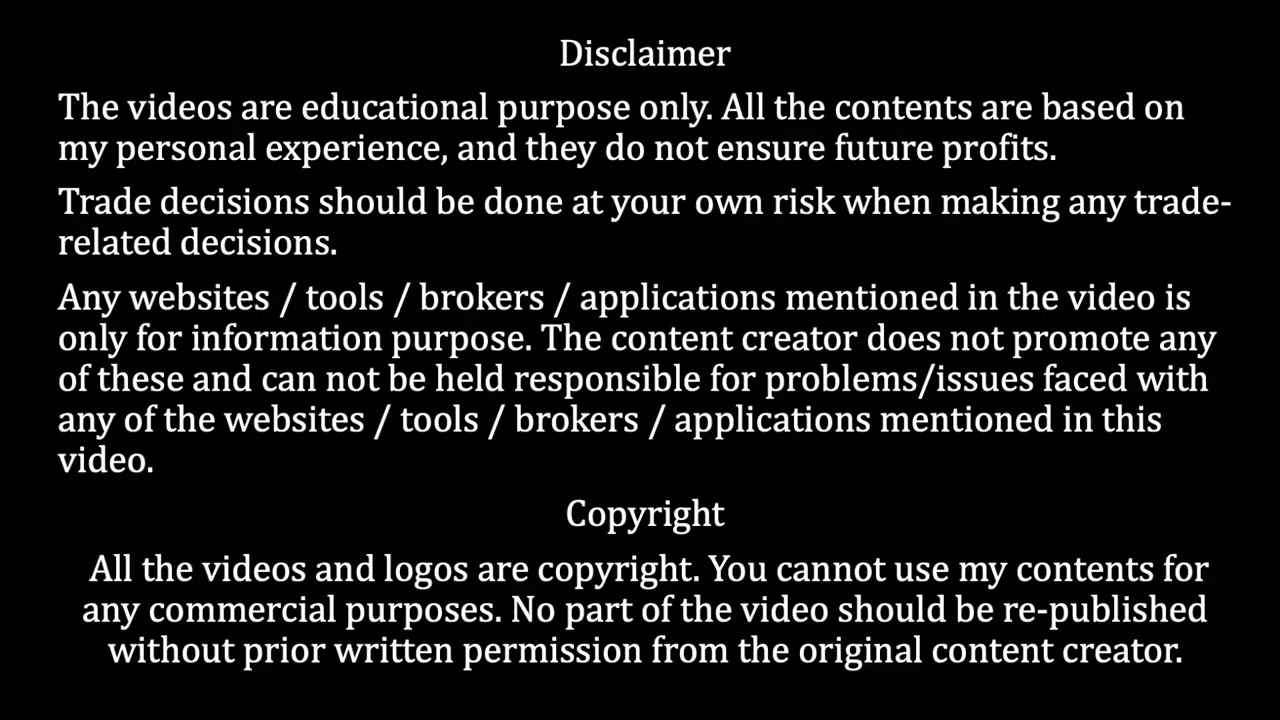 Disclaimer
The videos are educational purpose only. All the contents are based on
my personal experience, and they do not ensure future profits.
Trade decisions should be done at your own risk when making any trade-
related decisions.
Any websites / tools / brokers / applications mentioned in the video is
only for information purpose. The content creator does not promote any
of these and can not be held responsible for problems/issues faced with
any of the websites / tools / brokers / applications mentioned in this
video.
Copyright
All the videos and logos are copyright. You cannot use my contents for
any commercial purposes. No part of the video should be re-published
without prior written permission from the original content creator.